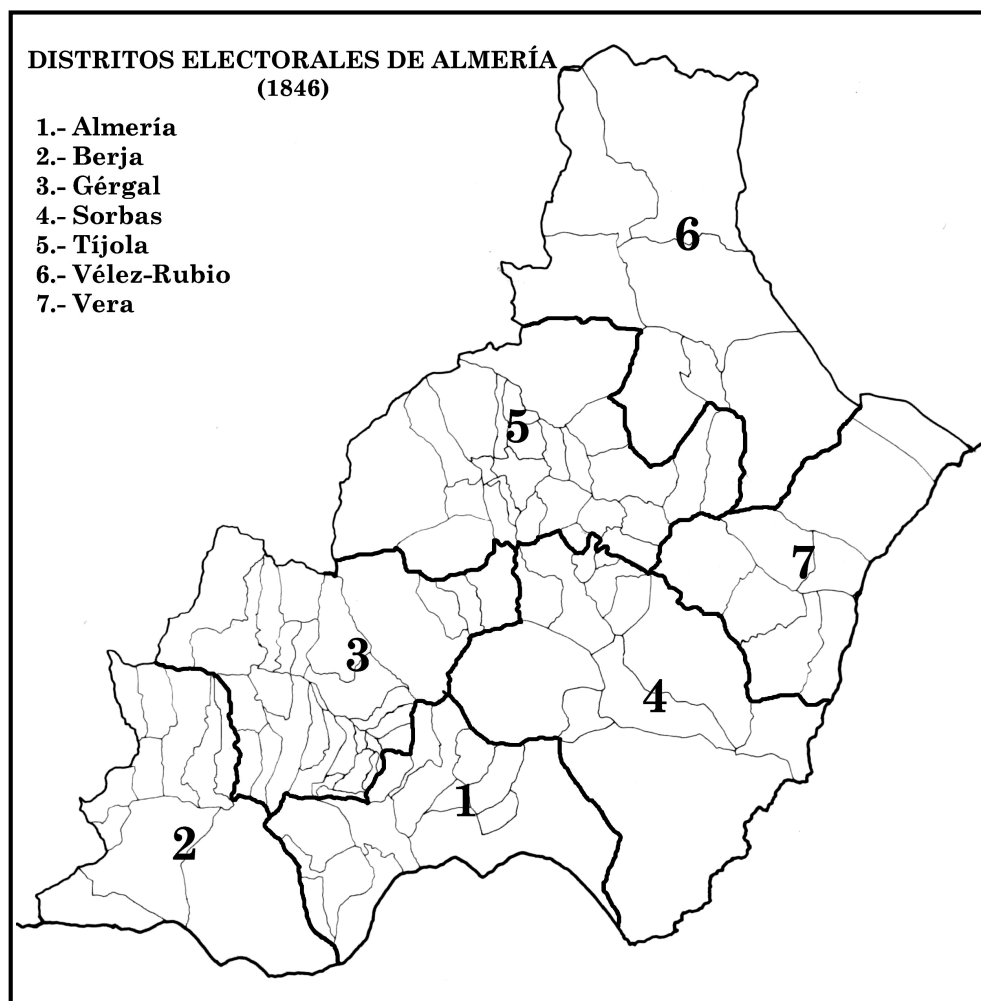 DISTRITOS ELECTORALES DE ALMERÍA
(1846)
1.- Almería
2.- Berja
3.- Gérgal
4.- Sorbas
5.- Tíjola
6.- Vélez-Rubio
7.- Vera
6
5
7
3
4
1
2